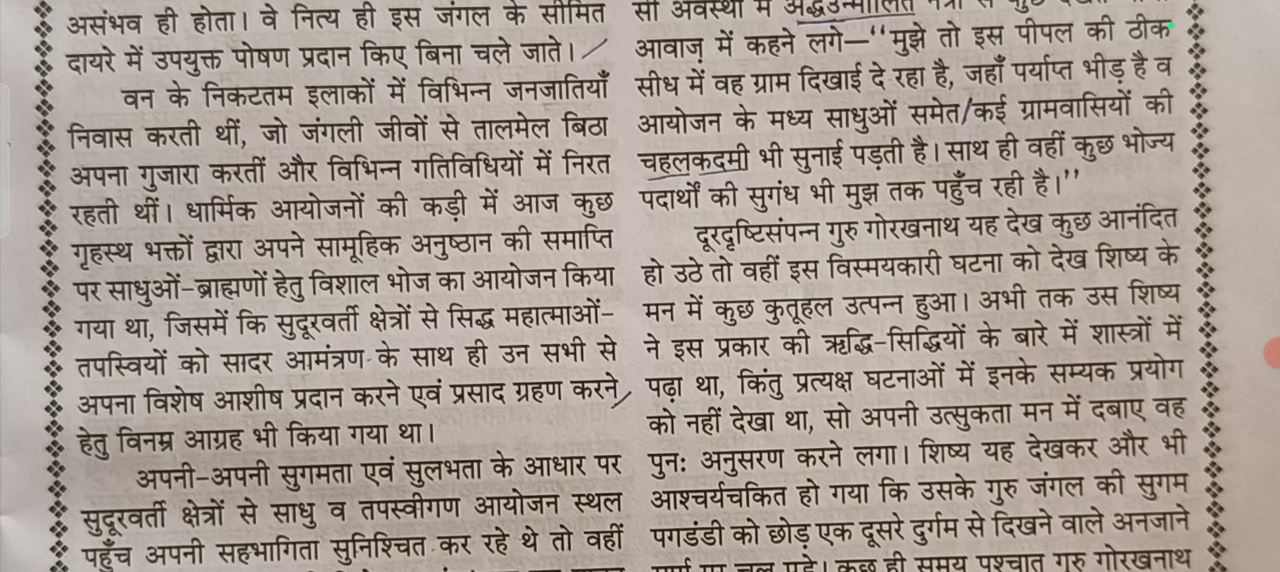 असंभव ही होता। वे नित्य ही इस जंगल के सीमित
दायरे में उपयुक्त पोषण प्रदान किए बिना चले जाते।
वन के निकटतम इलाकों में विभिन्न जनजातियाँ
निवास करती थीं, जो जंगली जीवों से तालमेल बिठा
अपना गुजारा करतीं और विभिन्न गतिविधियों में निरत
रहती थीं। धार्मिक आयोजनों की कड़ी में आज कुछ
गृहस्थ भक्तों द्वारा अपने सामूहिक अनुष्ठान की समाप्ति
पर साधुओं-ब्राह्मणों हेतु विशाल भोज का आयोजन किया
गया था, जिसमें कि सुदूरवर्ती क्षेत्रों से सिद्ध महात्माओं-
तपस्वियों को सादर आमंत्रण के साथ ही उन सभी से
अपना विशेष आशीष प्रदान करने एवं प्रसाद ग्रहण करने
हेतु विनम्र आग्रह भी किया गया था।
अपनी-अपनी सुगमता एवं सुलभता के आधार पर
सुदूरवर्ती क्षेत्रों से साधु व तपस्वीगण आयोजन स्थल
पहुँच अपनी सहभागिता सुनिश्चित कर रहे थे तो वहीं
सी अवस्था में अर्द्धउन्मीलित नेत्रों से कुछ
आवाज़ में कहने लगे—‘‘मुझे तो इस पीपल की ठीक
सीध में वह ग्राम दिखाई दे रहा है, जहाँ पर्याप्त भीड़ है व
आयोजन के मध्य साधुओं समेत/कई ग्रामवासियों की
चहलकदमी भी सुनाई पड़ती है। साथ ही वहीं कुछ भोज्य
पदार्थों की सुगंध भी मुझ तक पहुँच रही है।’’
दूरदृष्टिसंपन्न गुरु गोरखनाथ यह देख कुछ आनंदित
हो उठे तो वहीं इस विस्मयकारी घटना को देख शिष्य के
मन में कुछ कुतूहल उत्पन्न हुआ। अभी तक उस शिष्य
ने इस प्रकार की ऋद्धि-सिद्धियों के बारे में शास्त्रों में
पढ़ा था, किंतु प्रत्यक्ष घटनाओं में इनके सम्यक प्रयोग
को नहीं देखा था, सो अपनी उत्सुकता मन में दबाए वह
पुनः अनुसरण करने लगा। शिष्य यह देखकर और भी
आश्चर्यचकित हो गया कि उसके गुरु जंगल की सुगम
पगडंडी को छोड़ एक दूसरे दुर्गम से दिखने वाले अनजाने
मार्ग पर चल पड़े। कुछ ही समय पश्चात गुरु गोरखनाथ